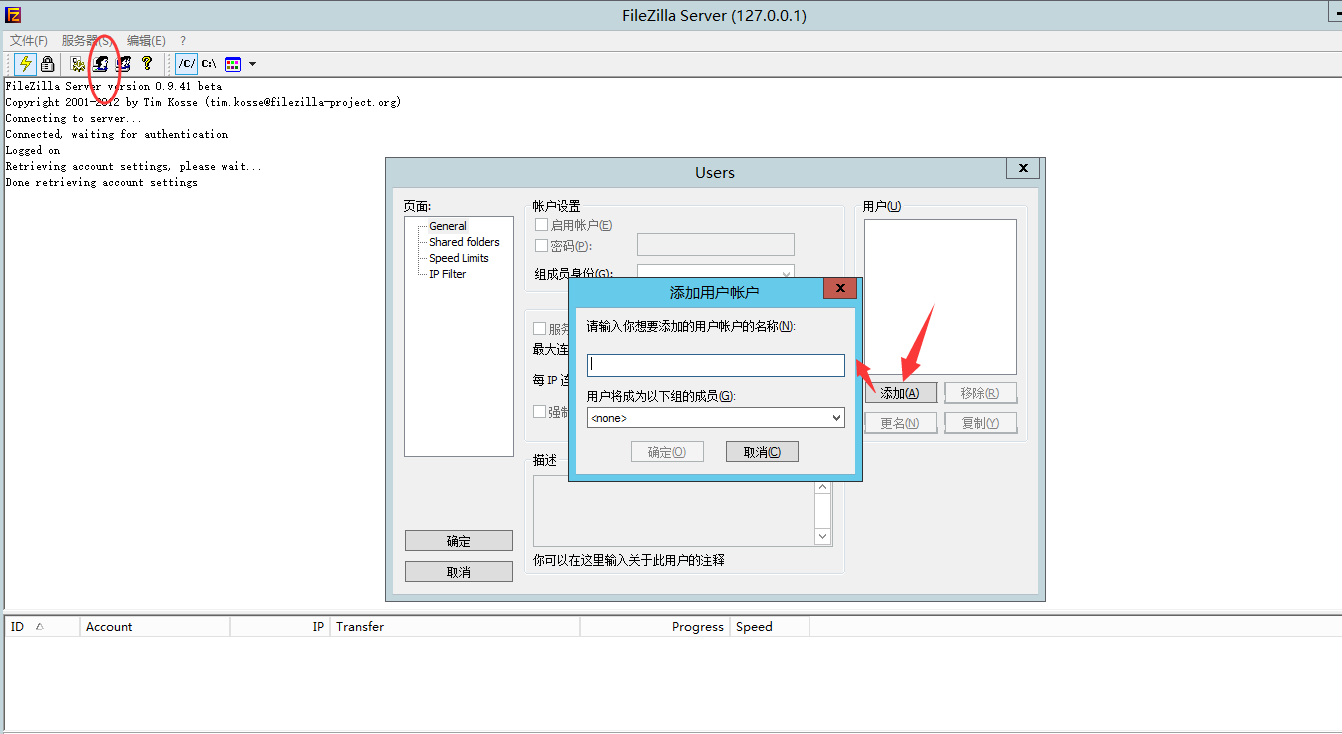 FileZilla Server (127.0.0.1)
文件(F) 服务器(S) 编辑(E) ?
/C/ C:\
FileZilla Server version 0.9.41 beta
Copyright 2001-2012 by Tim Kosse (tim.kosse@filezilla-project.org)
Connecting to server...
Connected, waiting for authentication
Logged on
Retrieving account settings, please wait...
Done retrieving account settings
Users
页面:
General
Shared folders
Speed Limits
IP Filter
确定
取消
帐户设置
启用帐户(E)
密码(P):
组成员身份(G):
服务
最大连
每 IP 连
强制
描述
你可以在这里输入关于此用户的注释
用户(U)
添加(A) 移除(R)
更名(N) 复制(Y)
添加用户帐户
请输入你想要添加的用户帐户的名称(N):
用户将成为以下组的成员(G):
<none>
确定(O) 取消(C)
ID Account IP Transfer Progress Speed